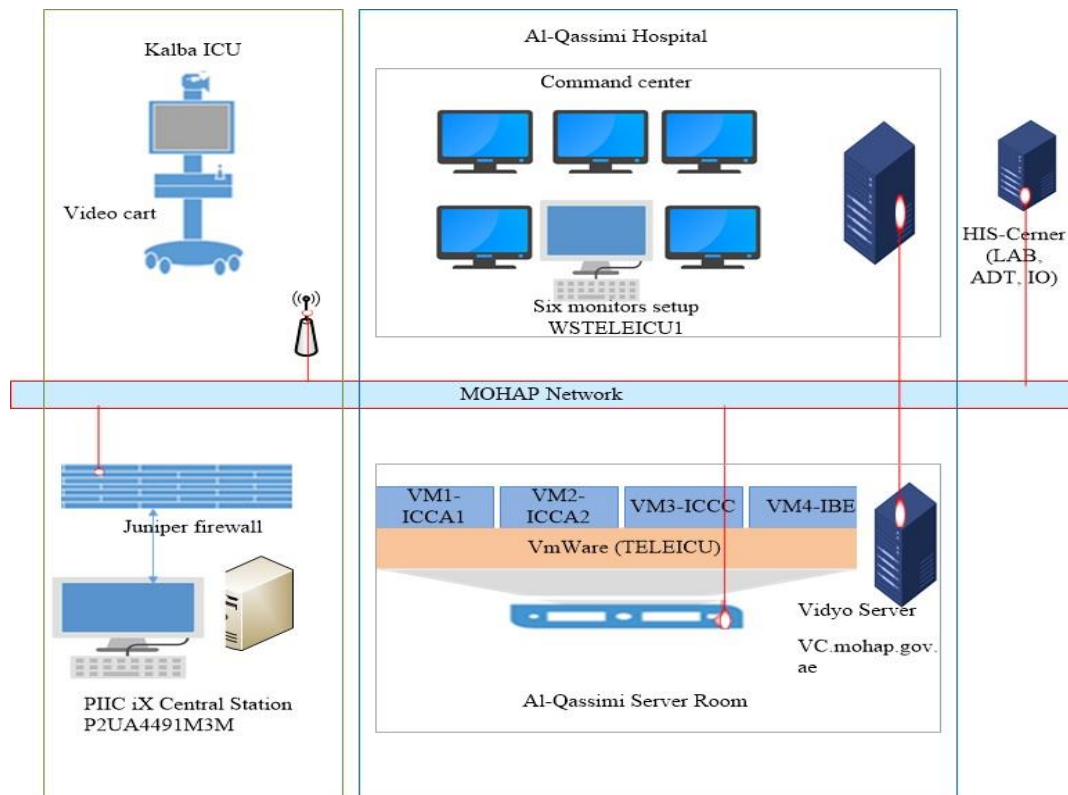 Kalba ICU
Video cart
Al-Qassimi Hospital
Command center
Six monitors setup
WSTELEICU1
HIS-Cerner
(LAB,
ADT, IO)
MOHAP Network
Juniper firewall
PIIC iX Central Station
P2UA4491M3M
VM1-
ICCA1
VM2-
ICCA2
VM3-ICCC
VM4-IBE
VmWare (TELEICU)
Vidyo Server
VC.mohap.gov.
ae
Al-Qassimi Server Room